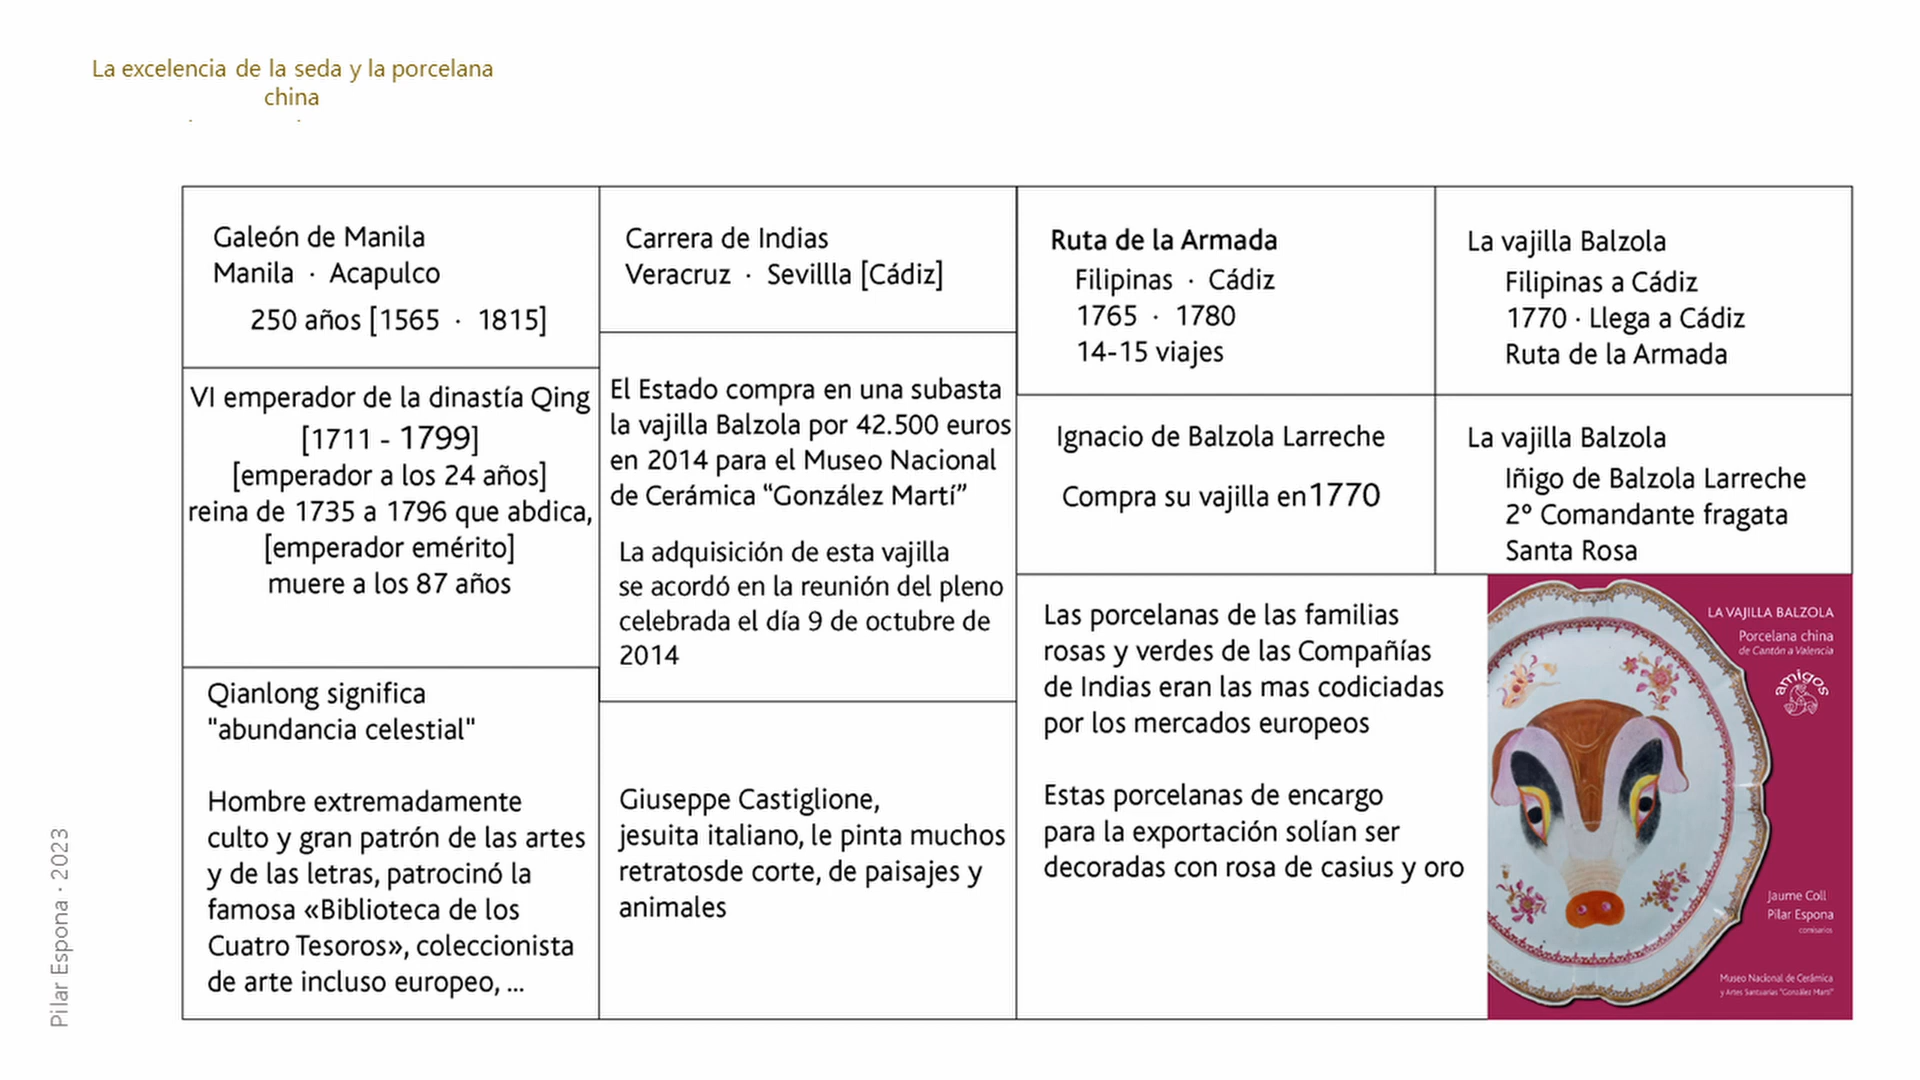 La excelencia de la seda y la porcelana
china
Galeón de Manila
Manila · Acapulco
250 años [1565 · 1815]
VI emperador de la dinastía Qing
[1711 - 1799]
[emperador a los 24 años]
reina de 1735 a 1796 que abdica,
[emperador emérito]
muere a los 87 años
Qianlong significa
"abundancia celestial"
Hombre extremadamente
culto y gran patrón de las artes
y de las letras, patrocinó la
famosa «Biblioteca de los
Cuatro Tesoros», coleccionista
de arte incluso europeo, ...
Carrera de Indias
Veracruz · Sevillla [Cádiz]
El Estado compra en una subasta
la vajilla Balzola por 42.500 euros
en 2014 para el Museo Nacional
de Cerámica “González Martí”
La adquisición de esta vajilla
se acordó en la reunión del pleno
celebrada el día 9 de octubre de
2014
Giuseppe Castiglione,
jesuita italiano, le pinta muchos
retratosde corte, de paisajes y
animales
Ruta de la Armada
Filipinas · Cádiz
1765 · 1780
14-15 viajes
Ignacio de Balzola Larreche
Compra su vajilla en1770
La vajilla Balzola
Filipinas a Cádiz
1770 · Llega a Cádiz
Ruta de la Armada
La vajilla Balzola
Iñigo de Balzola Larreche
2º Comandante fragata
Santa Rosa
Las porcelanas de las familias
rosas y verdes de las Compañías
de Indias eran las mas codiciadas
por los mercados europeos
Estas porcelanas de encargo
para la exportación solían ser
decoradas con rosa de casius y oro
LA VAJILLA BALZOLA
Porcelana china
de Cantón a Valencia
amigos
Jaume Coll
Pilar Espona
comisarios
Museo Nacional de Cerámica
y Artes Santuarias "González Martí"
Pilar Espona · 2023